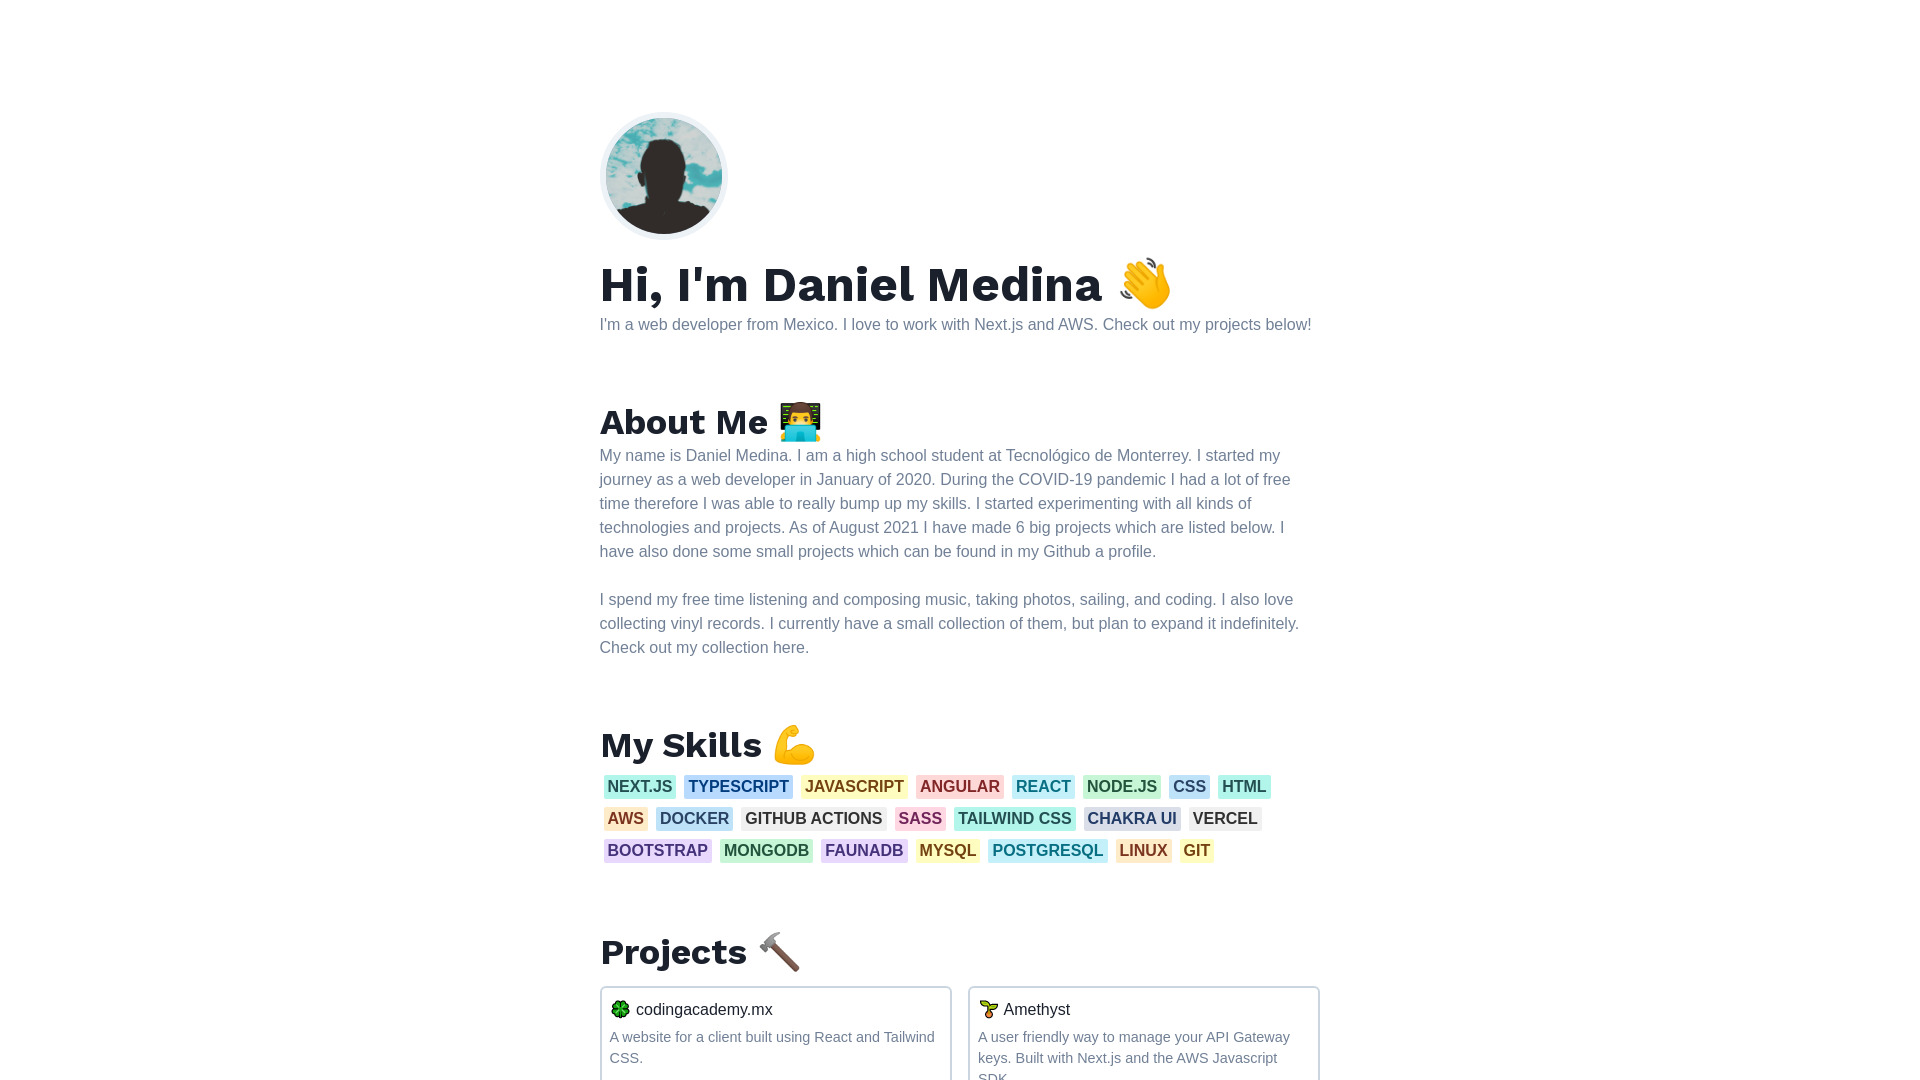 Hi, I'm Daniel Medina 👋
I'm a web developer from Mexico. I love to work with Next.js and AWS. Check out my projects below!
About Me 👨‍💻
My name is Daniel Medina. I am a high school student at Tecnológico de Monterrey. I started my
journey as a web developer in January of 2020. During the COVID-19 pandemic I had a lot of free
time therefore I was able to really bump up my skills. I started experimenting with all kinds of
technologies and projects. As of August 2021 I have made 6 big projects which are listed below. I
have also done some small projects which can be found in my Github a profile.
I spend my free time listening and composing music, taking photos, sailing, and coding. I also love
collecting vinyl records. I currently have a small collection of them, but plan to expand it indefinitely.
Check out my collection here.
My Skills 💪
NEXT.JS TYPESCRIPT JAVASCRIPT ANGULAR REACT NODE.JS CSS HTML
AWS DOCKER GITHUB ACTIONS SASS TAILWIND CSS CHAKRA UI VERCEL
BOOTSTRAP MONGODB FAUNADB MYSQL POSTGRESQL LINUX GIT
Projects 🔨
🍀 codingacademy.mx
A website for a client built using React and Tailwind
CSS.
🌱 Amethyst
A user friendly way to manage your API Gateway
keys. Built with Next.js and the AWS Javascript
SDK.